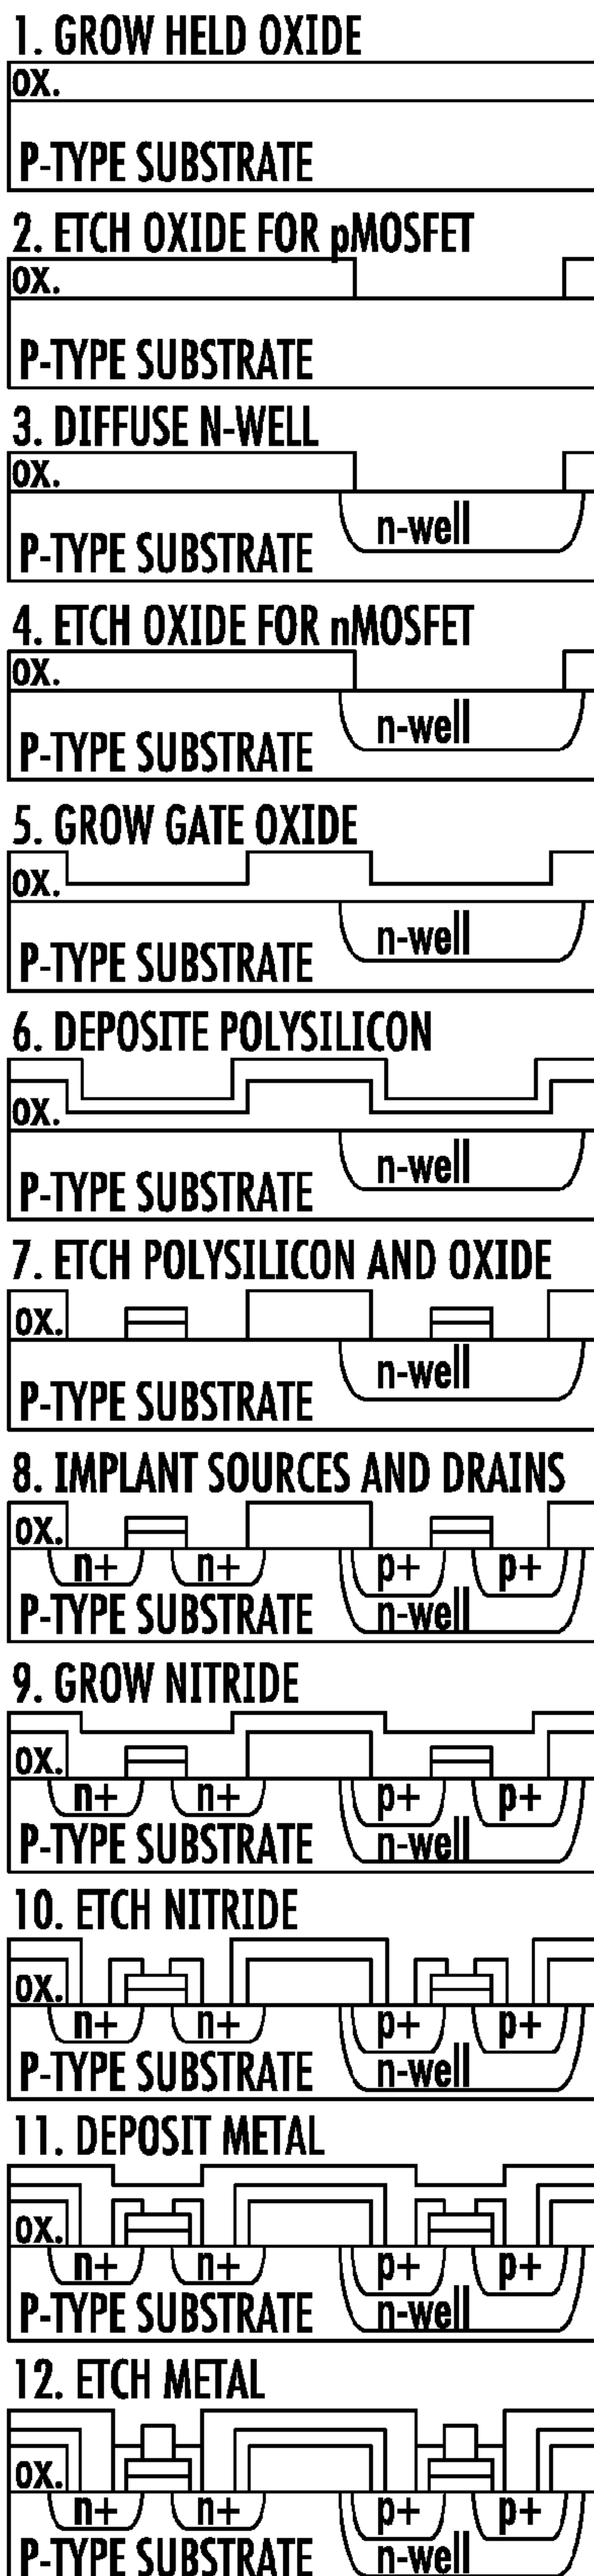 1. GROW HELD OXIDE
OX.
P-TYPE SUBSTRATE
2. ETCH OXIDE FOR pMOSFET
OX.
P-TYPE SUBSTRATE
3. DIFFUSE N-WELL
OX.
n-well
P-TYPE SUBSTRATE
4. ETCH OXIDE FOR nMOSFET
OX.
n-well
P-TYPE SUBSTRATE
5. GROW GATE OXIDE
OX.
n-well
P-TYPE SUBSTRATE
6. DEPOSITE POLYSILICON
OX.
n-well
P-TYPE SUBSTRATE
7. ETCH POLYSILICON AND OXIDE
OX.
n-well
P-TYPE SUBSTRATE
8. IMPLANT SOURCES AND DRAINS
OX.
n+ n+ p+ p+
P-TYPE SUBSTRATE n-well
9. GROW NITRIDE
OX.
n+ n+ p+ p+
P-TYPE SUBSTRATE n-well
10. ETCH NITRIDE
OX.
n+ n+ p+ p+
P-TYPE SUBSTRATE n-well
11. DEPOSIT METAL
OX.
n+ n+ p+ p+
P-TYPE SUBSTRATE n-well
12. ETCH METAL
OX.
n+ n+ p+ p+
P-TYPE SUBSTRATE n-well